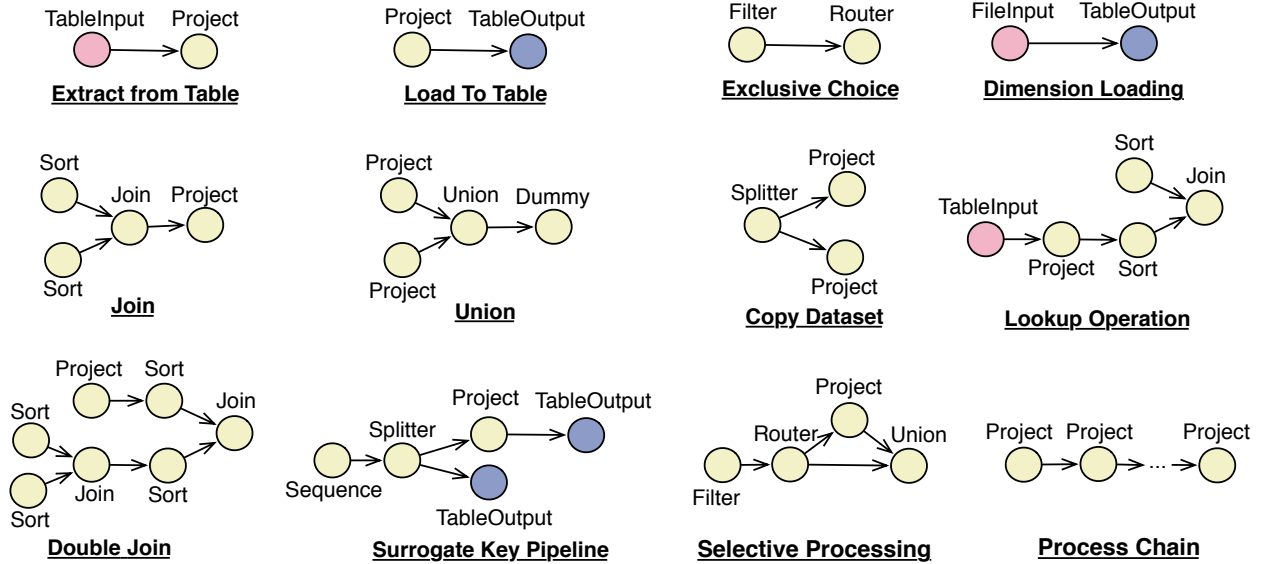 TableInput
Project
Extract from Table
Project
TableOutput
Load To Table
Filter
Router
Exclusive Choice
FileInput
TableOutput
Dimension Loading
Sort
Join
Project
Sort
Join
Project
Union
Dummy
Project
Union
Project
Splitter
Project
Copy Dataset
Sort
Join
TableInput
Project
Sort
Lookup Operation
Project
Sort
Join
Sort
Join
Sort
Sort
Double Join
Project
TableOutput
Splitter
Sequence
TableOutput
Surrogate Key Pipeline
Project
Router
Union
Filter
Selective Processing
Project
Project
...
Project
Process Chain